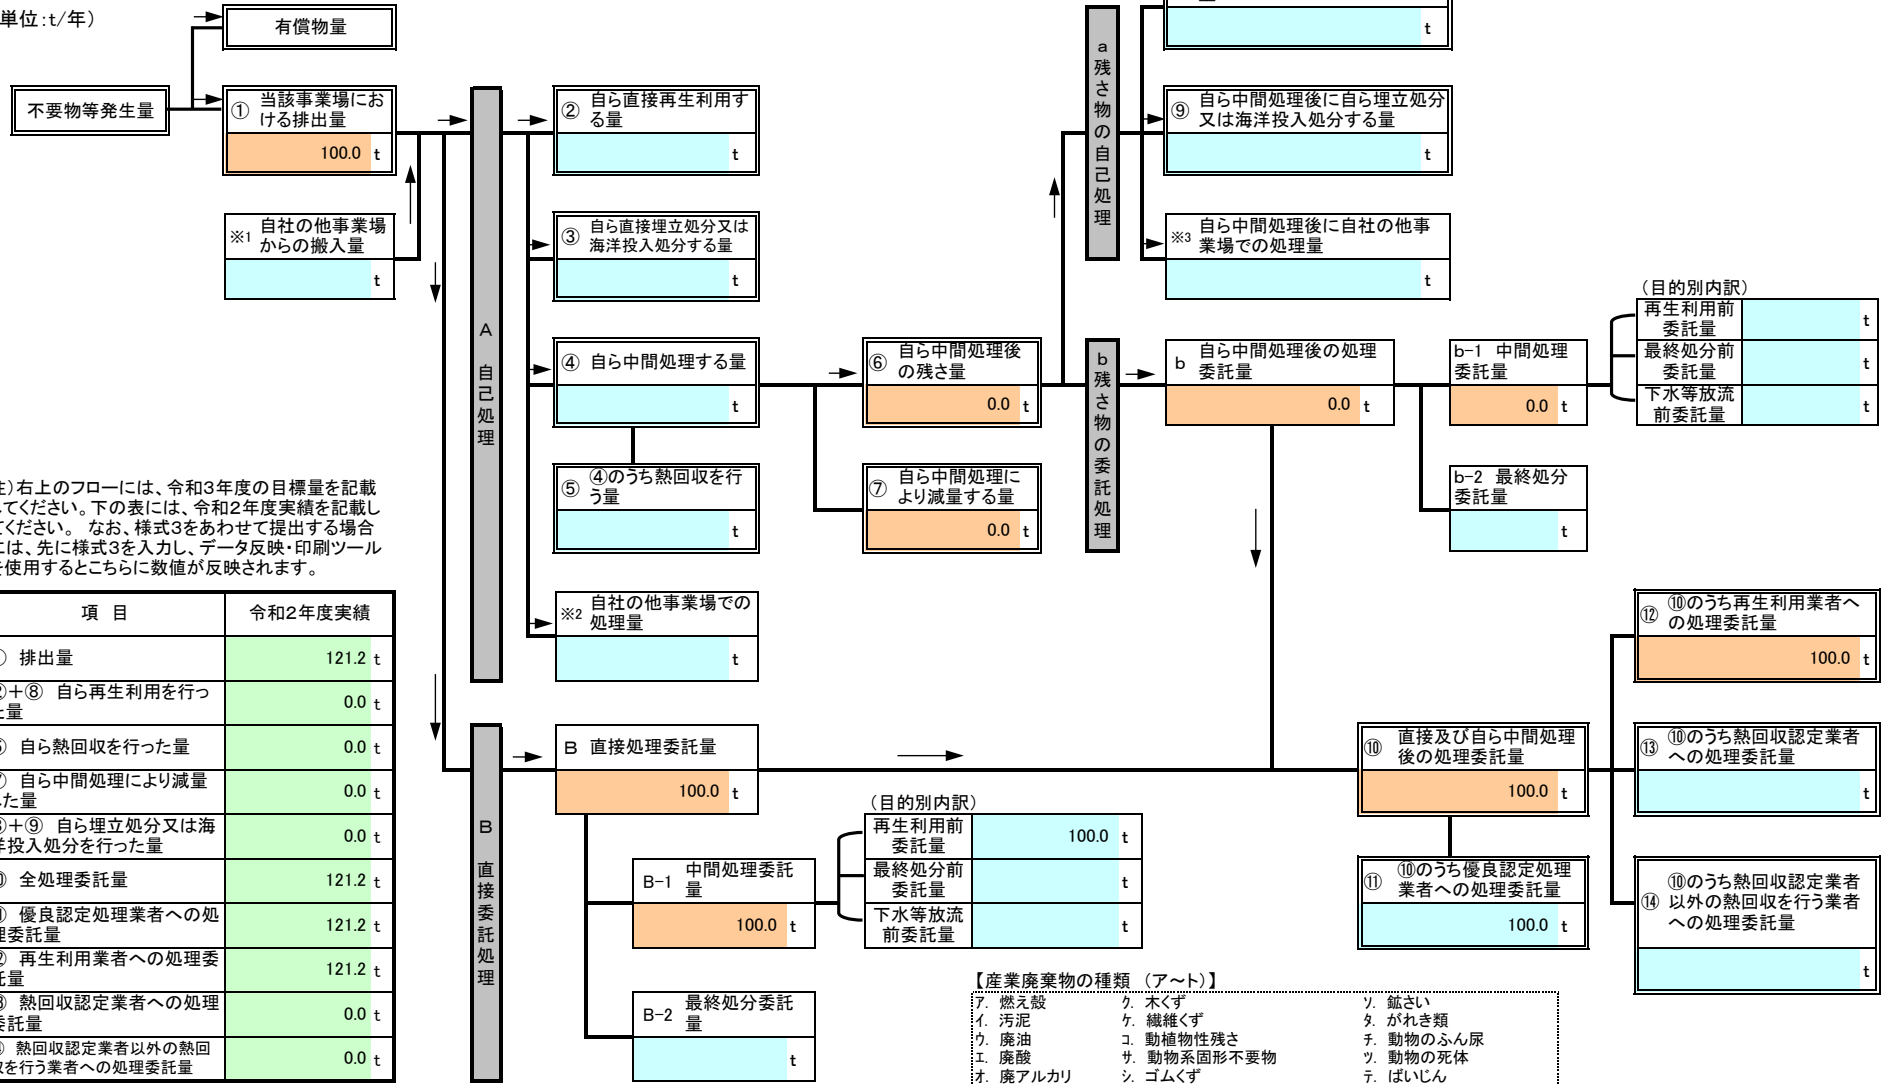 単位:t/年）
有償物量
不要物等発生量
① 当該事業場にお
ける排出量
100.0 t
※1 自社の他事業場
からの搬入量
t
A 自己処理
② 自ら直接再生利用す
る量
t
③ 自ら直接埋立処分又は
海洋投入処分する量
t
④ 自ら中間処理する量
t
⑤ ④のうち熱回収を行
う量
t
※2 自社の他事業場での
処理量
t
⑥ 自ら中間処理後
の残さ量
0.0 t
⑦ 自ら中間処理に
より減量する量
0.0 t
a 残さ物の自己処理
t
⑨ 自ら中間処理後に自ら埋立処分
又は海洋投入処分する量
t
※3 自ら中間処理後に自社の他事
業場での処理量
t
b 残さ物の委託処理
b 自ら中間処理後の処理
委託量
0.0 t
b-1 中間処理
委託量
0.0 t
b-2 最終処分
委託量
t
（目的別内訳）
再生利用前
委託量
t
最終処分前
委託量
t
下水等放流
前委託量
t
注）右上のフローには、令和3年度の目標量を記載
してください。下の表には、令和2年度実績を記載し
てください。 なお、様式3をあわせて提出する場合
には、先に様式3を入力し、データ反映・印刷ツール
を使用するとこちらに数値が反映されます。
項 目 令和2年度実績
① 排出量 121.2 t
②+⑧ 自ら再生利用を行っ
た量 0.0 t
⑤ 自ら熱回収を行った量 0.0 t
⑦ 自ら中間処理により減量
した量 0.0 t
③+⑨ 自ら埋立処分又は海
洋投入処分を行った量 0.0 t
⑩ 全処理委託量 121.2 t
⑪ 優良認定処理業者への処
理委託量 121.2 t
⑫ 再生利用業者への処理委
託量 121.2 t
⑬ 熱回収認定業者への処理
委託量 0.0 t
⑭ 熱回収認定業者以外の熱回
収を行う業者への処理委託量 0.0 t
B 直接委託処理
B 直接処理委託量
100.0 t
B-1 中間処理委託
量
100.0 t
B-2 最終処分委託
量
t
（目的別内訳）
再生利用前
委託量
100.0 t
最終処分前
委託量
t
下水等放流
前委託量
t
⑩ 直接及び自ら中間処理
後の処理委託量
100.0 t
⑪ ⑩のうち優良認定処理
業者への処理委託量
100.0 t
⑫ ⑩のうち再生利用業者へ
の処理委託量
100.0 t
⑬ ⑩のうち熱回収認定業者
への処理委託量
t
⑭ ⑩のうち熱回収認定業者
以外の熱回収を行う業者
への処理委託量
t
【産業廃棄物の種類 （ア～ト）】
ア. 燃え殻 ク. 木くず ソ. 鉱さい
イ. 汚泥 ケ. 繊維くず タ. がれき類
ウ. 廃油 コ. 動植物性残さ チ. 動物のふん尿
エ. 廃酸 サ. 動物系固形不要物 ツ. 動物の死体
オ. 廃アルカリ シ. ゴムくず テ. ばいじん